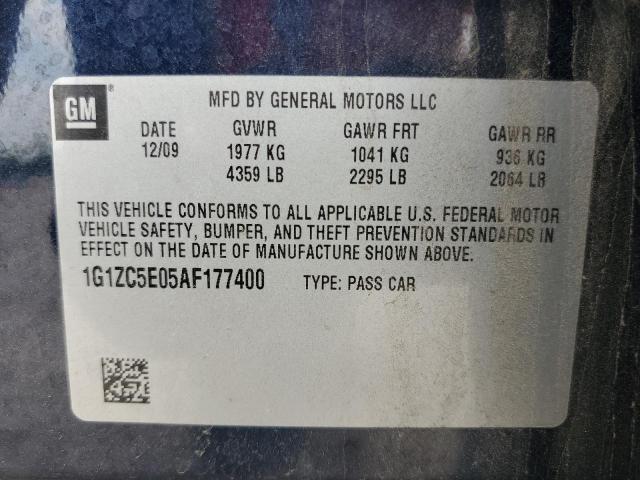 GM®
MFD BY GENERAL MOTORS LLC
DATE GVWR GAWR FRT GAWR RR
12/09 1977 KG 1041 KG 936 KG
4359 LB 2295 LB 2064 LB
THIS VEHICLE CONFORMS TO ALL APPLICABLE U.S. FEDERAL MOTOR
VEHICLE SAFETY, BUMPER, AND THEFT PREVENTION STANDARDS IN
EFFECT ON THE DATE OF MANUFACTURE SHOWN ABOVE.
1G1ZC5E05AF177400 TYPE: PASS CAR